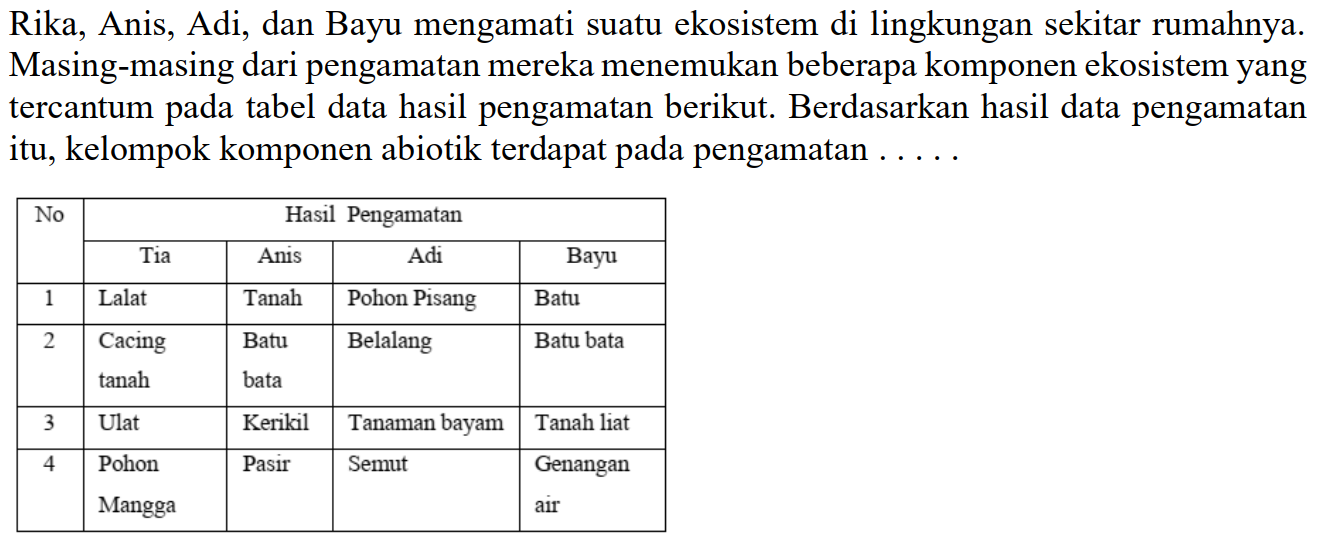 Rika, Anis, Adi, dan Bayu mengamati suatu ekosistem di lingkungan sekitar rumahnya.
Masing-masing dari pengamatan mereka menemukan beberapa komponen ekosistem yang
tercantum pada tabel data hasil pengamatan berikut. Berdasarkan hasil data pengamatan
itu, kelompok komponen abiotik terdapat pada pengamatan . . . . .
No Hasil Pengamatan
Tia Anis Adi Bayu
1 Lalat Tanah Pohon Pisang Batu
2 Cacing Batu Belalang Batu bata
tanah bata
3 Ulat Kerikil Tanaman bayam Tanah liat
4 Pohon Pasir Semut Genangan
Mangga air